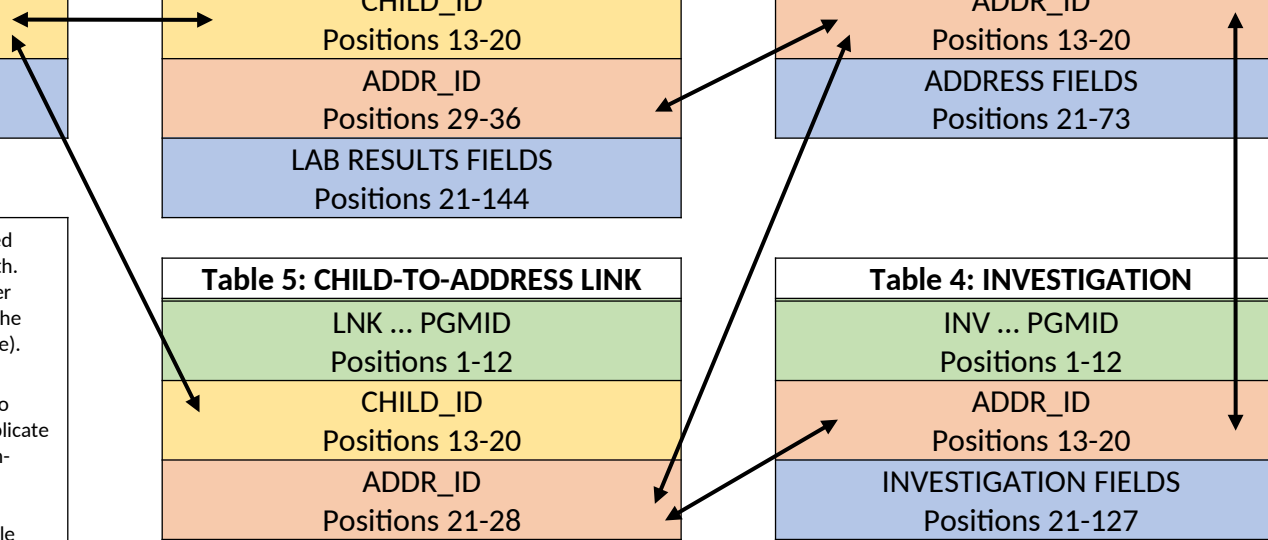 CHILD_ID
Positions 13-20
ADDR_ID
Positions 29-36
LAB RESULTS FIELDS
Positions 21-144
ADDR_ID
Positions 13-20
ADDRESS FIELDS
Positions 21-73
Table 5: CHILD-TO-ADDRESS LINK
LNK ... PGMID
Positions 1-12
CHILD_ID
Positions 13-20
ADDR_ID
Positions 21-28
Table 4: INVESTIGATION
INV ... PGMID
Positions 1-12
ADDR_ID
Positions 13-20
INVESTIGATION FIELDS
Positions 21-127